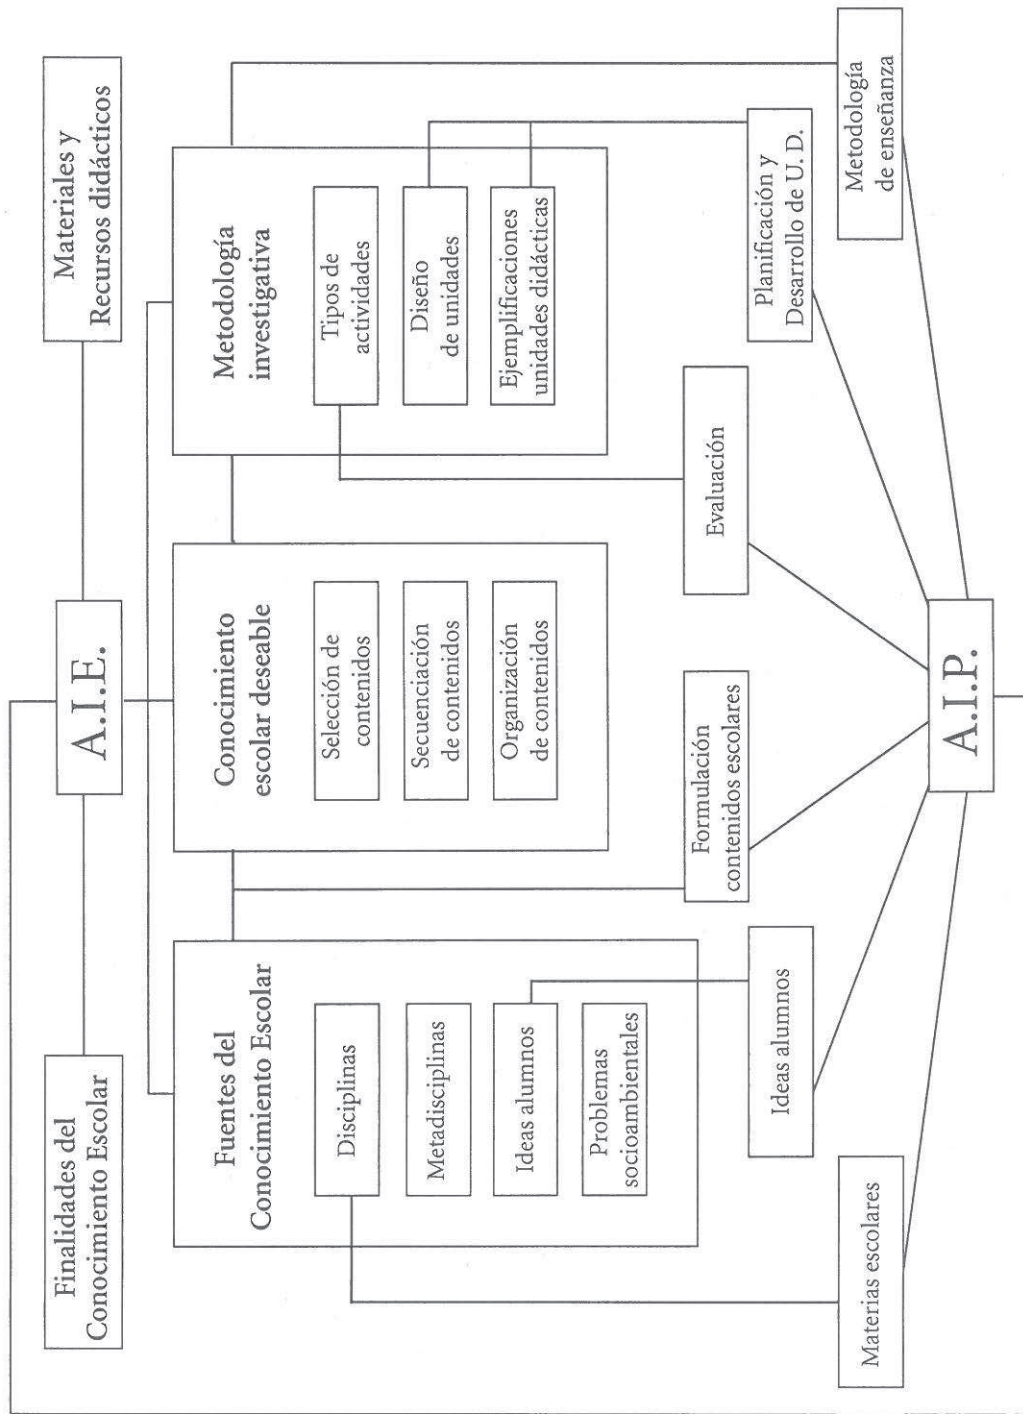 Finalidades del
Conocimiento Escolar
A.I.E.
Materiales y
Recursos didácticos
Fuentes del
Conocimiento Escolar
Disciplinas
Metadisciplinas
Ideas alumnos
Problemas
socioambientales
Conocimiento
escolar deseable
Selección de
contenidos
Secuenciación
de contenidos
Organización
de contenidos
Metodología
investigativa
Tipos de
actividades
Diseño
de unidades
Ejemplificaciones
unidades didácticas
Formulación
contenidos escolares
Evaluación
Ideas alumnos
Planificación y
Desarrollo de U. D.
Materias escolares
Metodología
de enseñanza
A.I.P.